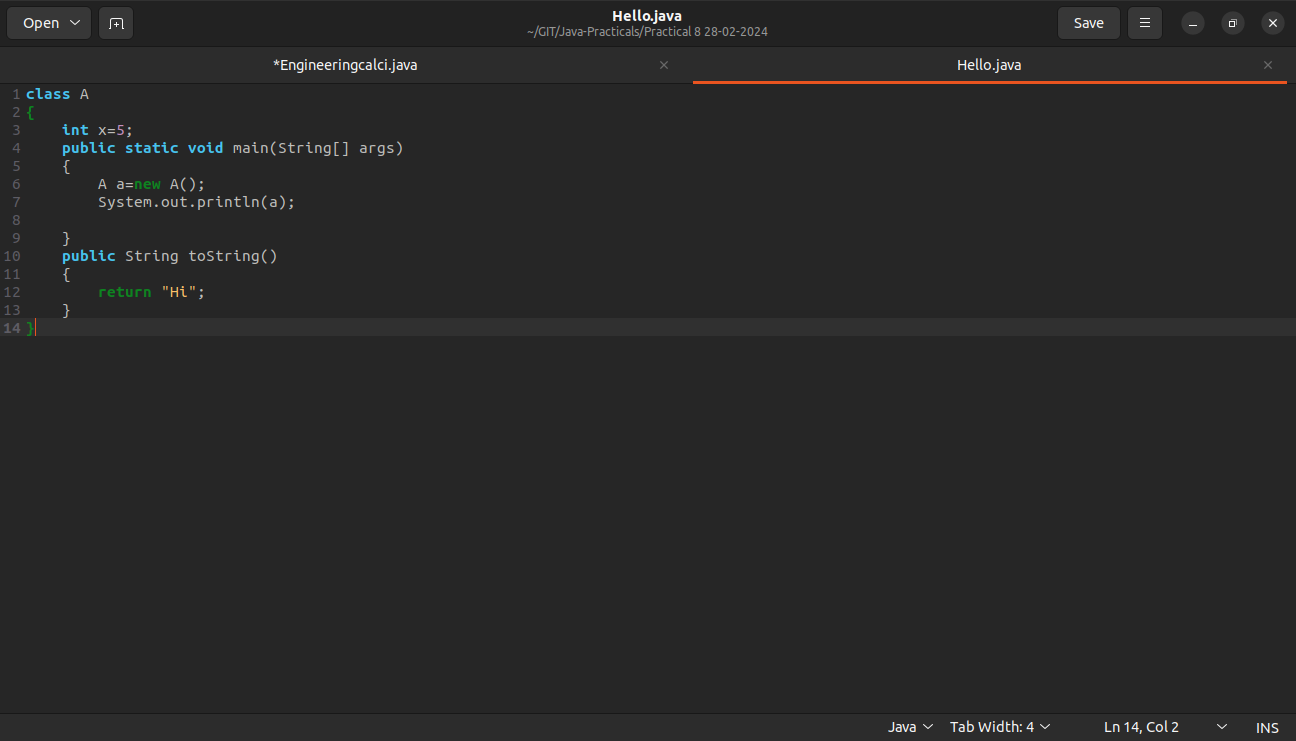 Open
Hello.java
~/GIT/Java-Practicals/Practical 8 28-02-2024
Save
*Engineeringcalci.java
Hello.java
1 class A
2 {
3     int x=5;
4     public static void main(String[] args)
5     {
6         A a=new A();
7         System.out.println(a);
8
9     }
10     public String toString()
11     {
12         return "Hi";
13     }
14 }
Java Tab Width: 4 Ln 14, Col 2 INS